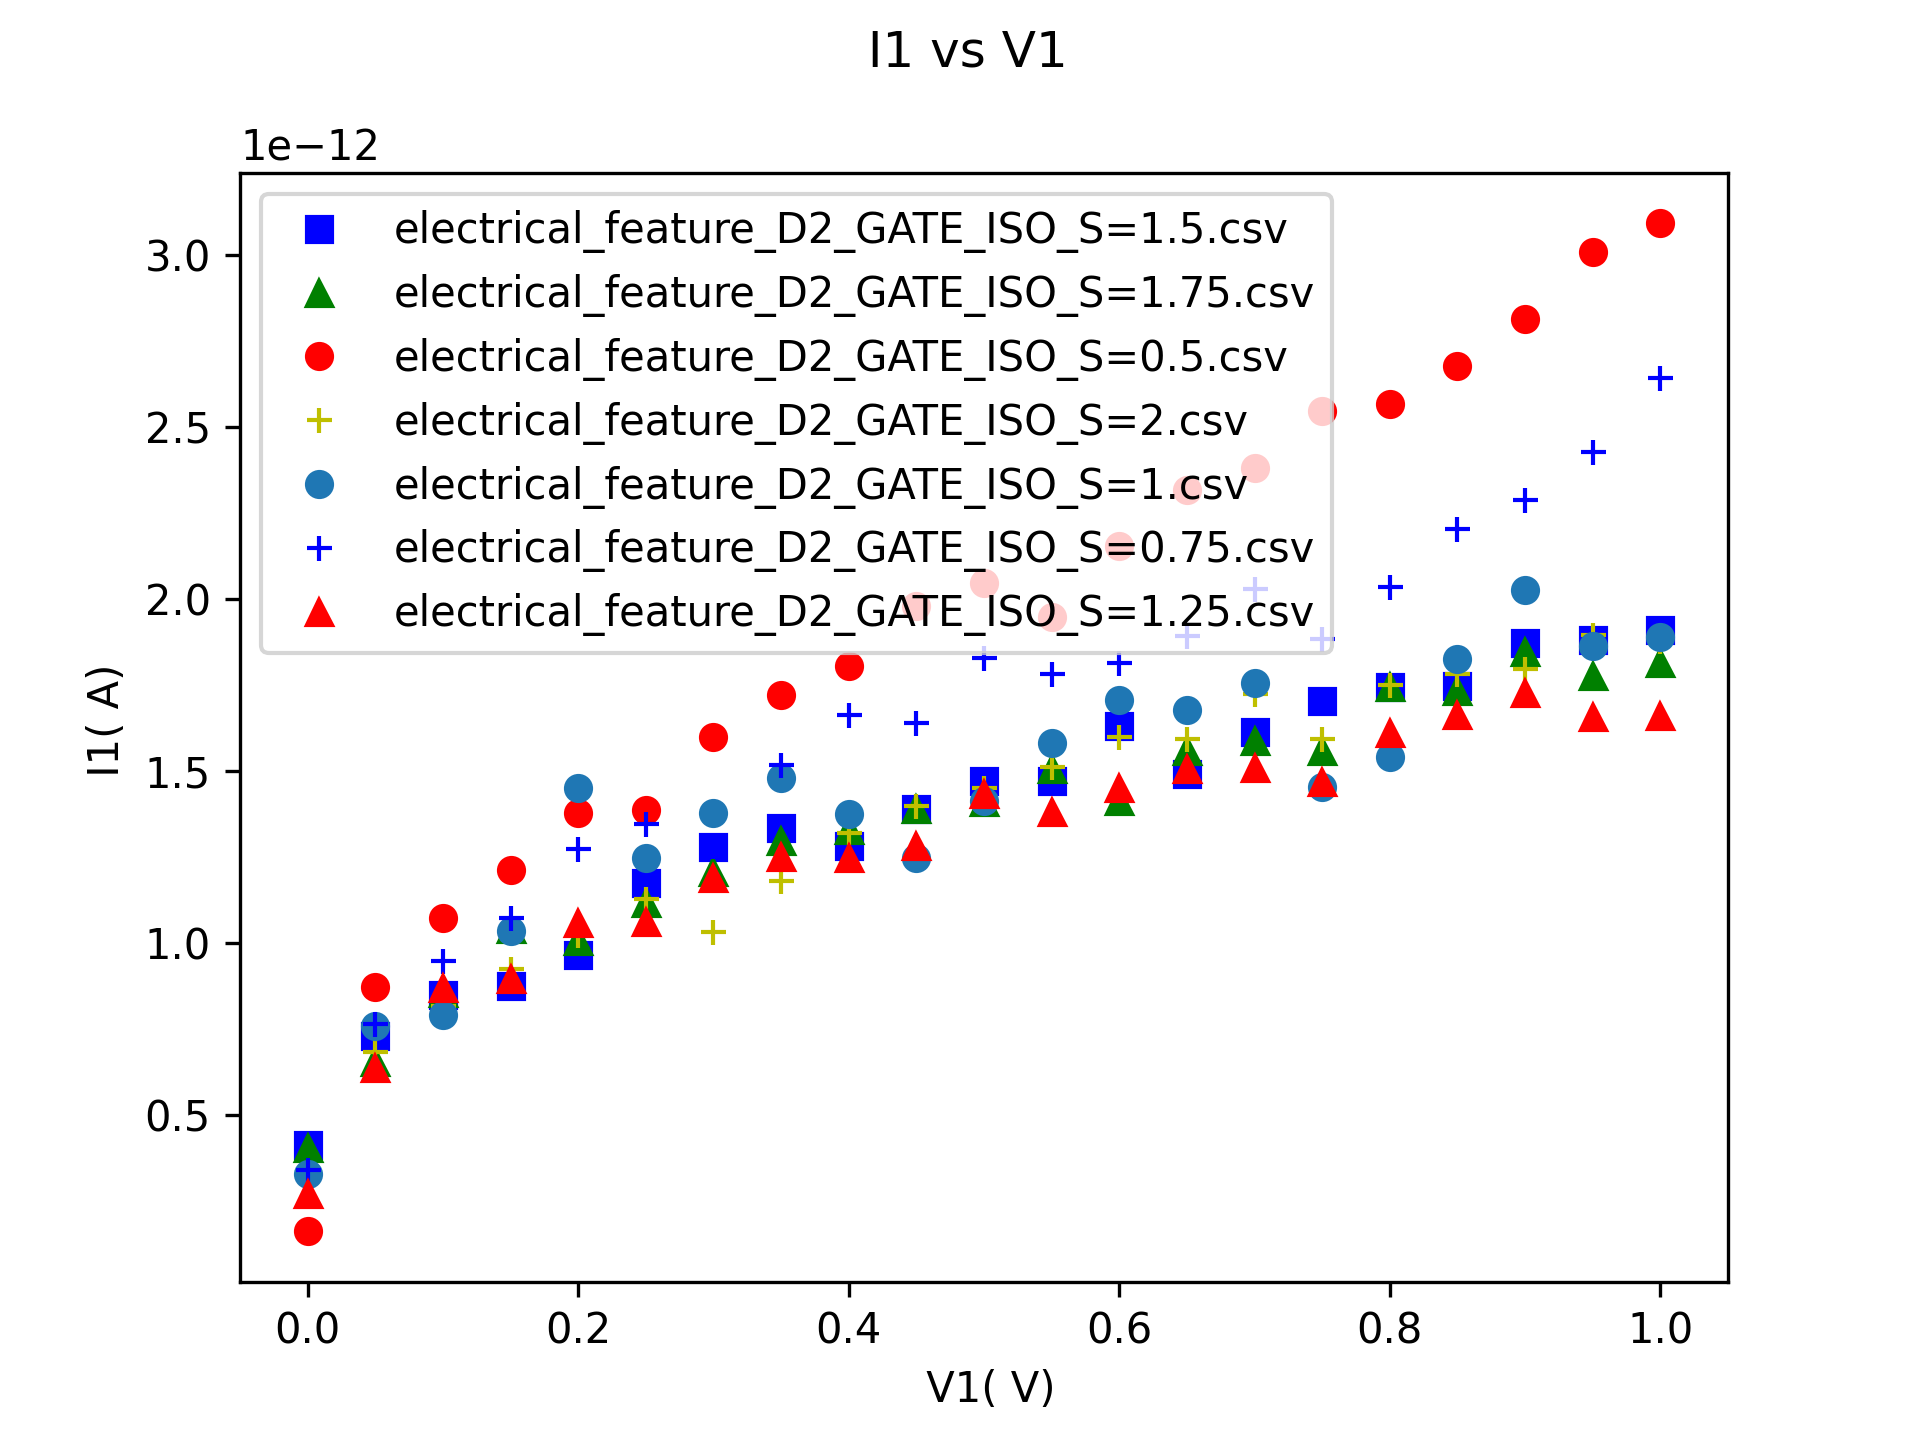 I1 vs V1
1e−12
electrical_feature_D2_GATE_ISO_S=1.5.csv
electrical_feature_D2_GATE_ISO_S=1.75.csv
electrical_feature_D2_GATE_ISO_S=0.5.csv
electrical_feature_D2_GATE_ISO_S=2.csv
electrical_feature_D2_GATE_ISO_S=1.csv
electrical_feature_D2_GATE_ISO_S=0.75.csv
electrical_feature_D2_GATE_ISO_S=1.25.csv
3.0
2.5
2.0
1.5
1.0
0.5
I1( A)
0.0 0.2 0.4 0.6 0.8 1.0
V1( V)